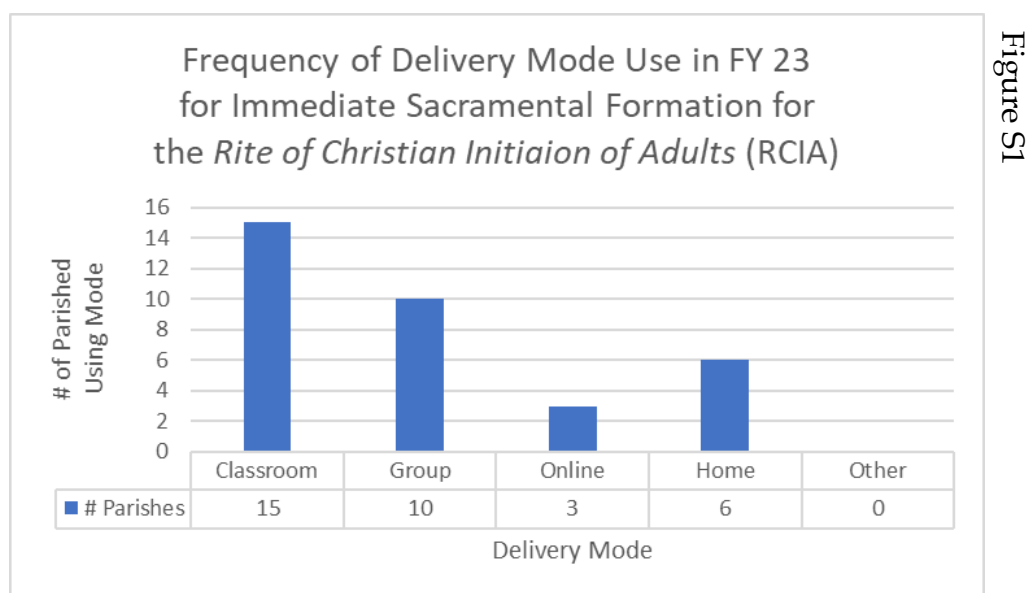 Frequency of Delivery Mode Use in FY 23
for Immediate Sacramental Formation for
the Rite of Christian Initiaion of Adults (RCIA)
# of Parished
Using Mode
16
14
12
10
8
6
4
2
0
Classroom Group Online Home Other
# Parishes 15 10 3 6 0
Delivery Mode
Figure S1